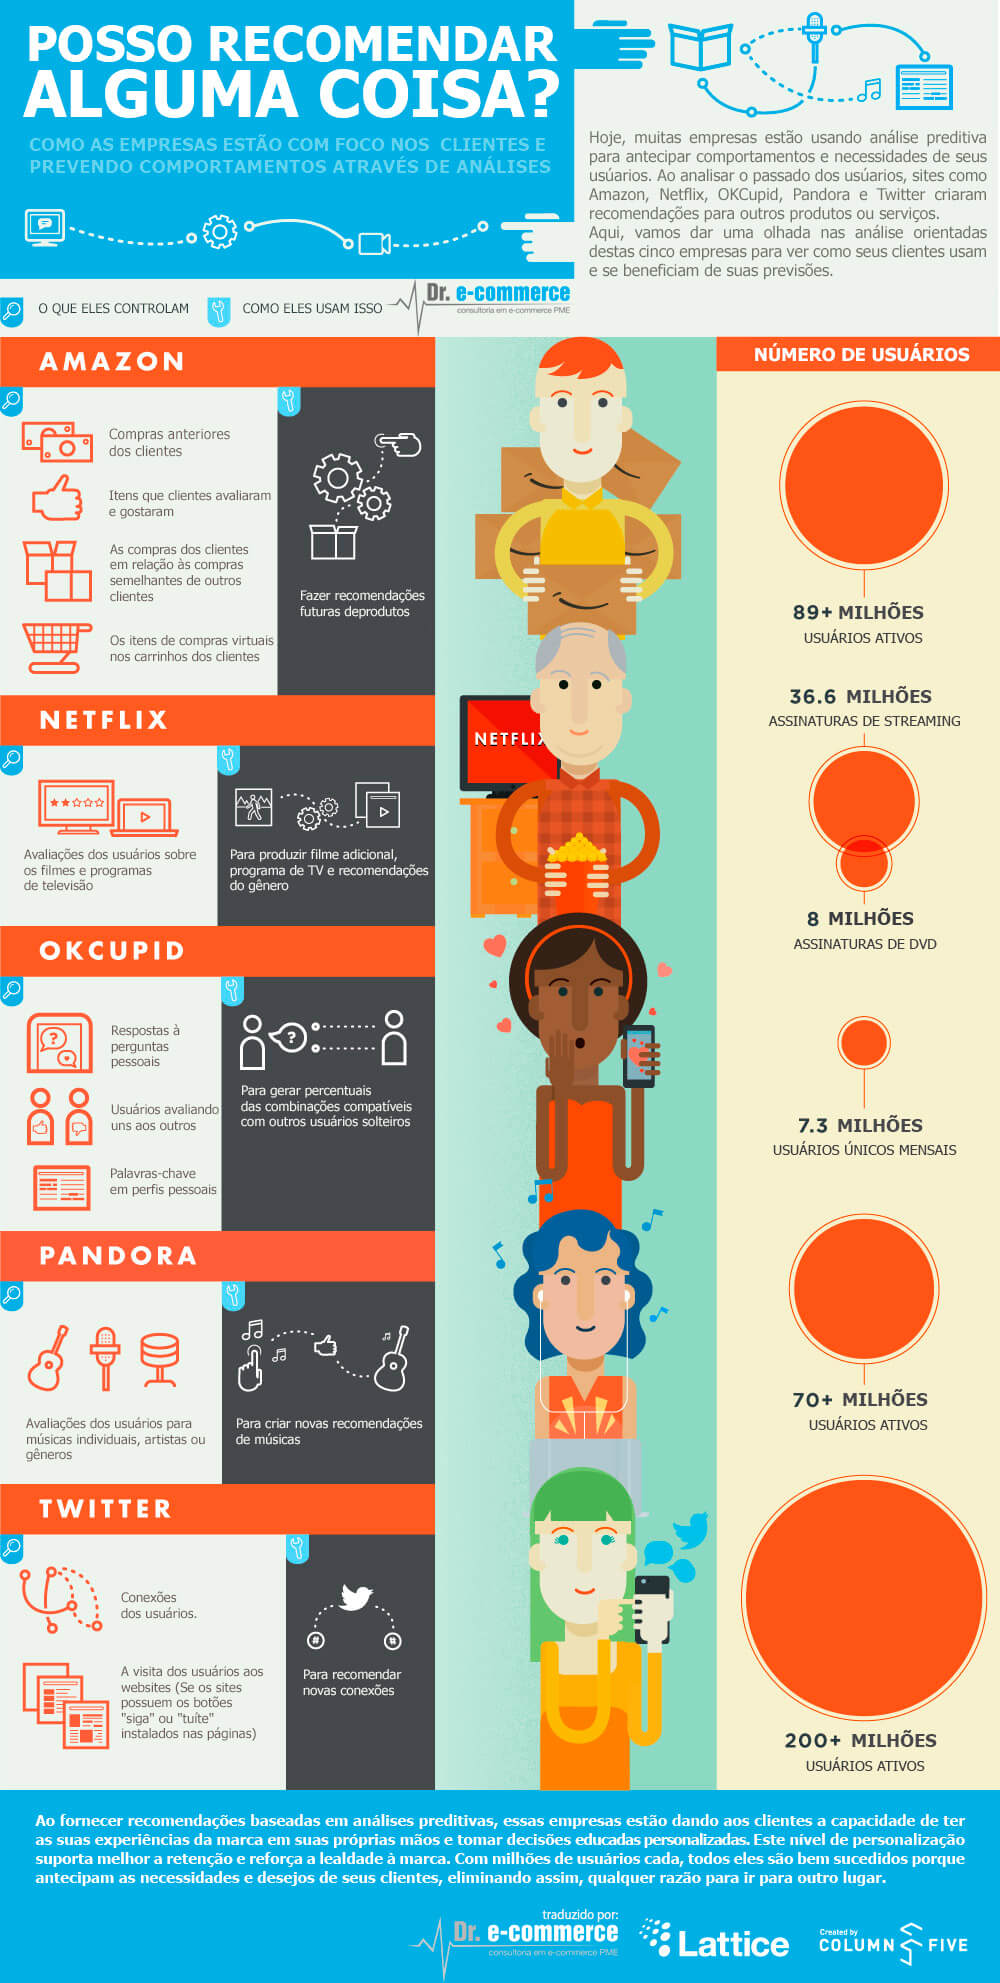 POSSO RECOMENDAR
ALGUMA COISA?
COMO AS EMPRESAS ESTÃO COM FOCO NOS CLIENTES E
PREVENDO COMPORTAMENTOS ATRAVÉS DE ANÁLISES
Hoje, muitas empresas estão usando análise preditiva
para antecipar comportamentos e necessidades de seus
usúarios. Ao analisar o passado dos usúarios, sites como
Amazon, Netflix, OKCupid, Pandora e Twitter criaram
recomendações para outros produtos ou serviços.
Aqui, vamos dar uma olhada nas análise orientadas
destas cinco empresas para ver como seus clientes usam
e se beneficiam de suas previsões.
O QUE ELES CONTROLAM
COMO ELES USAM ISSO
Dr. e-commerce
consultoria em e-commerce PME
NÚMERO DE USUÁRIOS
AMAZON
Compras anteriores
dos clientes
Itens que clientes avaliaram
e gostaram
As compras dos clientes
em relação às compras
semelhantes de outros
clientes
Os itens de compras virtuais
nos carrinhos dos clientes
Fazer recomendações
futuras deprodutos
89+ MILHÕES
USUÁRIOS ATIVOS
NETFLIX
Avaliações dos usuários sobre
os filmes e programas
de televisão
Para produzir filme adicional,
programa de TV e recomendações
do gênero
NETFLIX
36.6 MILHÕES
ASSINATURAS DE STREAMING
8 MILHÕES
ASSINATURAS DE DVD
OKCUPID
Respostas à
perguntas
pessoais
Usuários avaliando
uns aos outros
Palavras-chave
em perfis pessoais
?
?
Para gerar percentuais
das combinações compatíveis
com outros usuários solteiros
7.3 MILHÕES
USUÁRIOS ÚNICOS MENSAIS
PANDORA
Avaliações dos usuários para
músicas individuais, artistas ou
gêneros
Para criar novas recomendações
de músicas
70+ MILHÕES
USUÁRIOS ATIVOS
TWITTER
Conexões
dos usuários.
A visita dos usuários aos
websites (Se os sites
possuem os botões
"siga" ou "tuíte"
instalados nas páginas)
# #
Para recomendar
novas conexões
200+ MILHÕES
USUÁRIOS ATIVOS
Ao fornecer recomendações baseadas em análises preditivas, essas empresas estão dando aos clientes a capacidade de ter
as suas experiências da marca em suas próprias mãos e tomar decisões educadas personalizadas. Este nível de personalização
suporta melhor a retenção e reforça a lealdade à marca. Com milhões de usuários cada, todos eles são bem sucedidos porque
antecipam as necessidades e desejos de seus clientes, eliminando assim, qualquer razão para ir para outro lugar.
traduzido por:
Dr. e-commerce
consultoria em e-commerce PME
Lattice
Created by
COLUMN FIVE